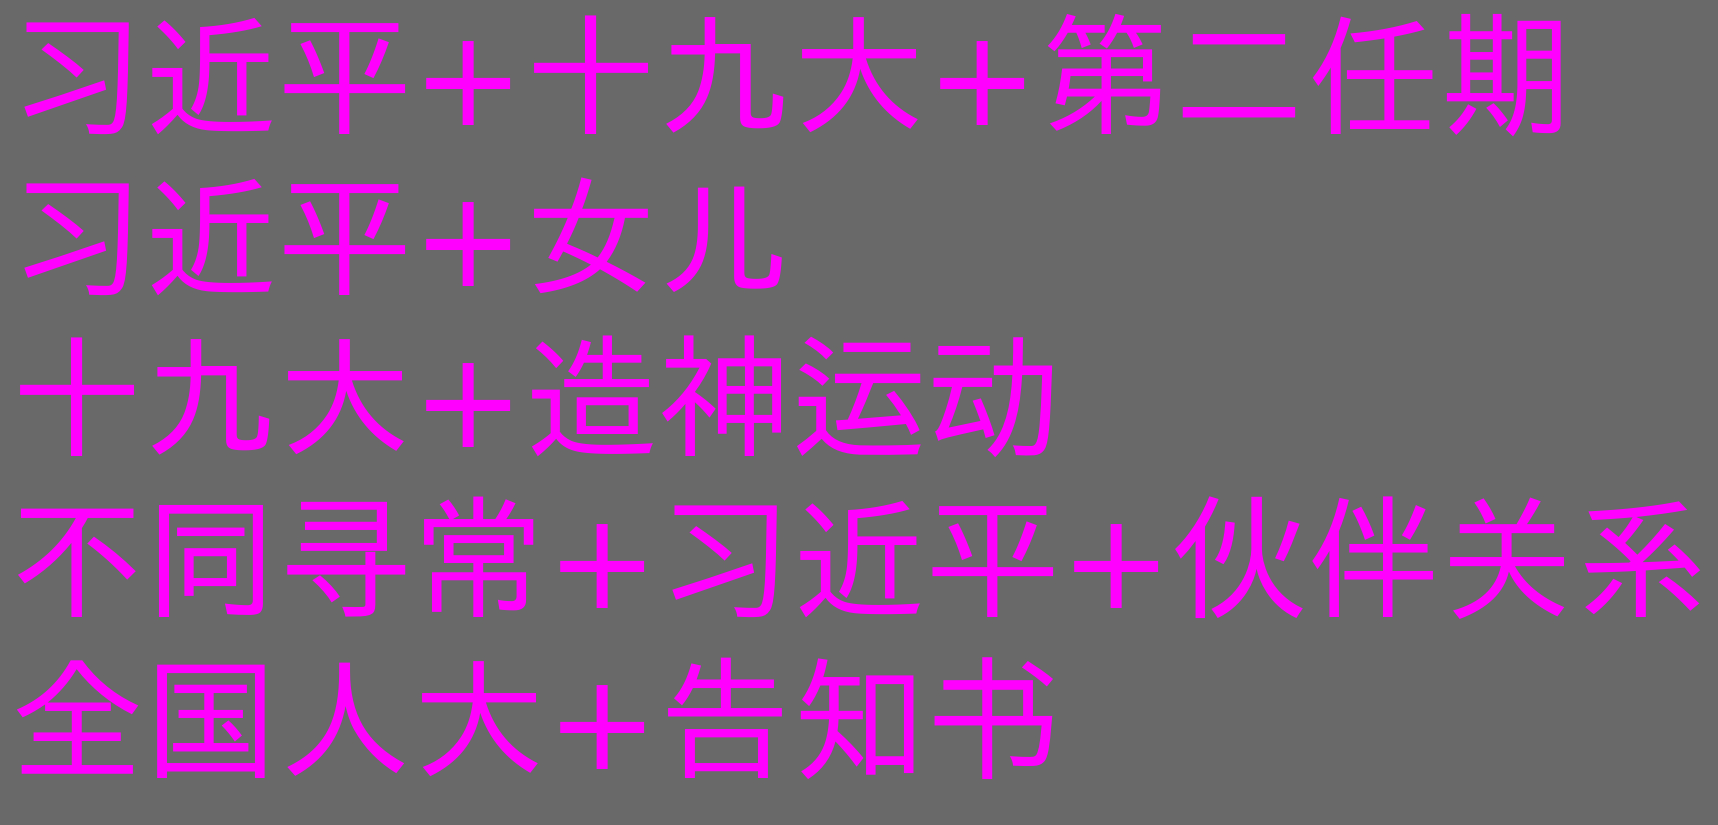 习近平+十九大+第二任期
习近平+女儿
十九大+造神运动
不同寻常+习近平+伙伴关系
全国人大+告知书